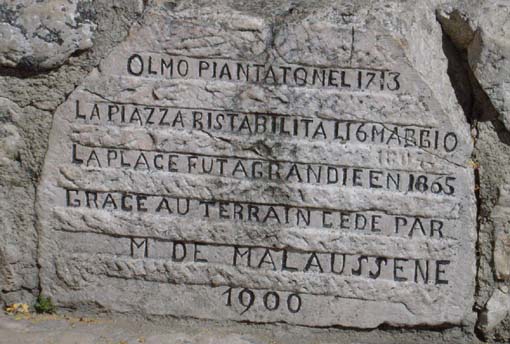 OLMO PIANTATO NEL 1713
LA PIAZZA RISTABILITA LI 6 MAGGIO
LA PLACE FUT AGRANDIE EN 1865
GRACE AU TERRAIN CEDE PAR
M DE MALAUSSENE
1900